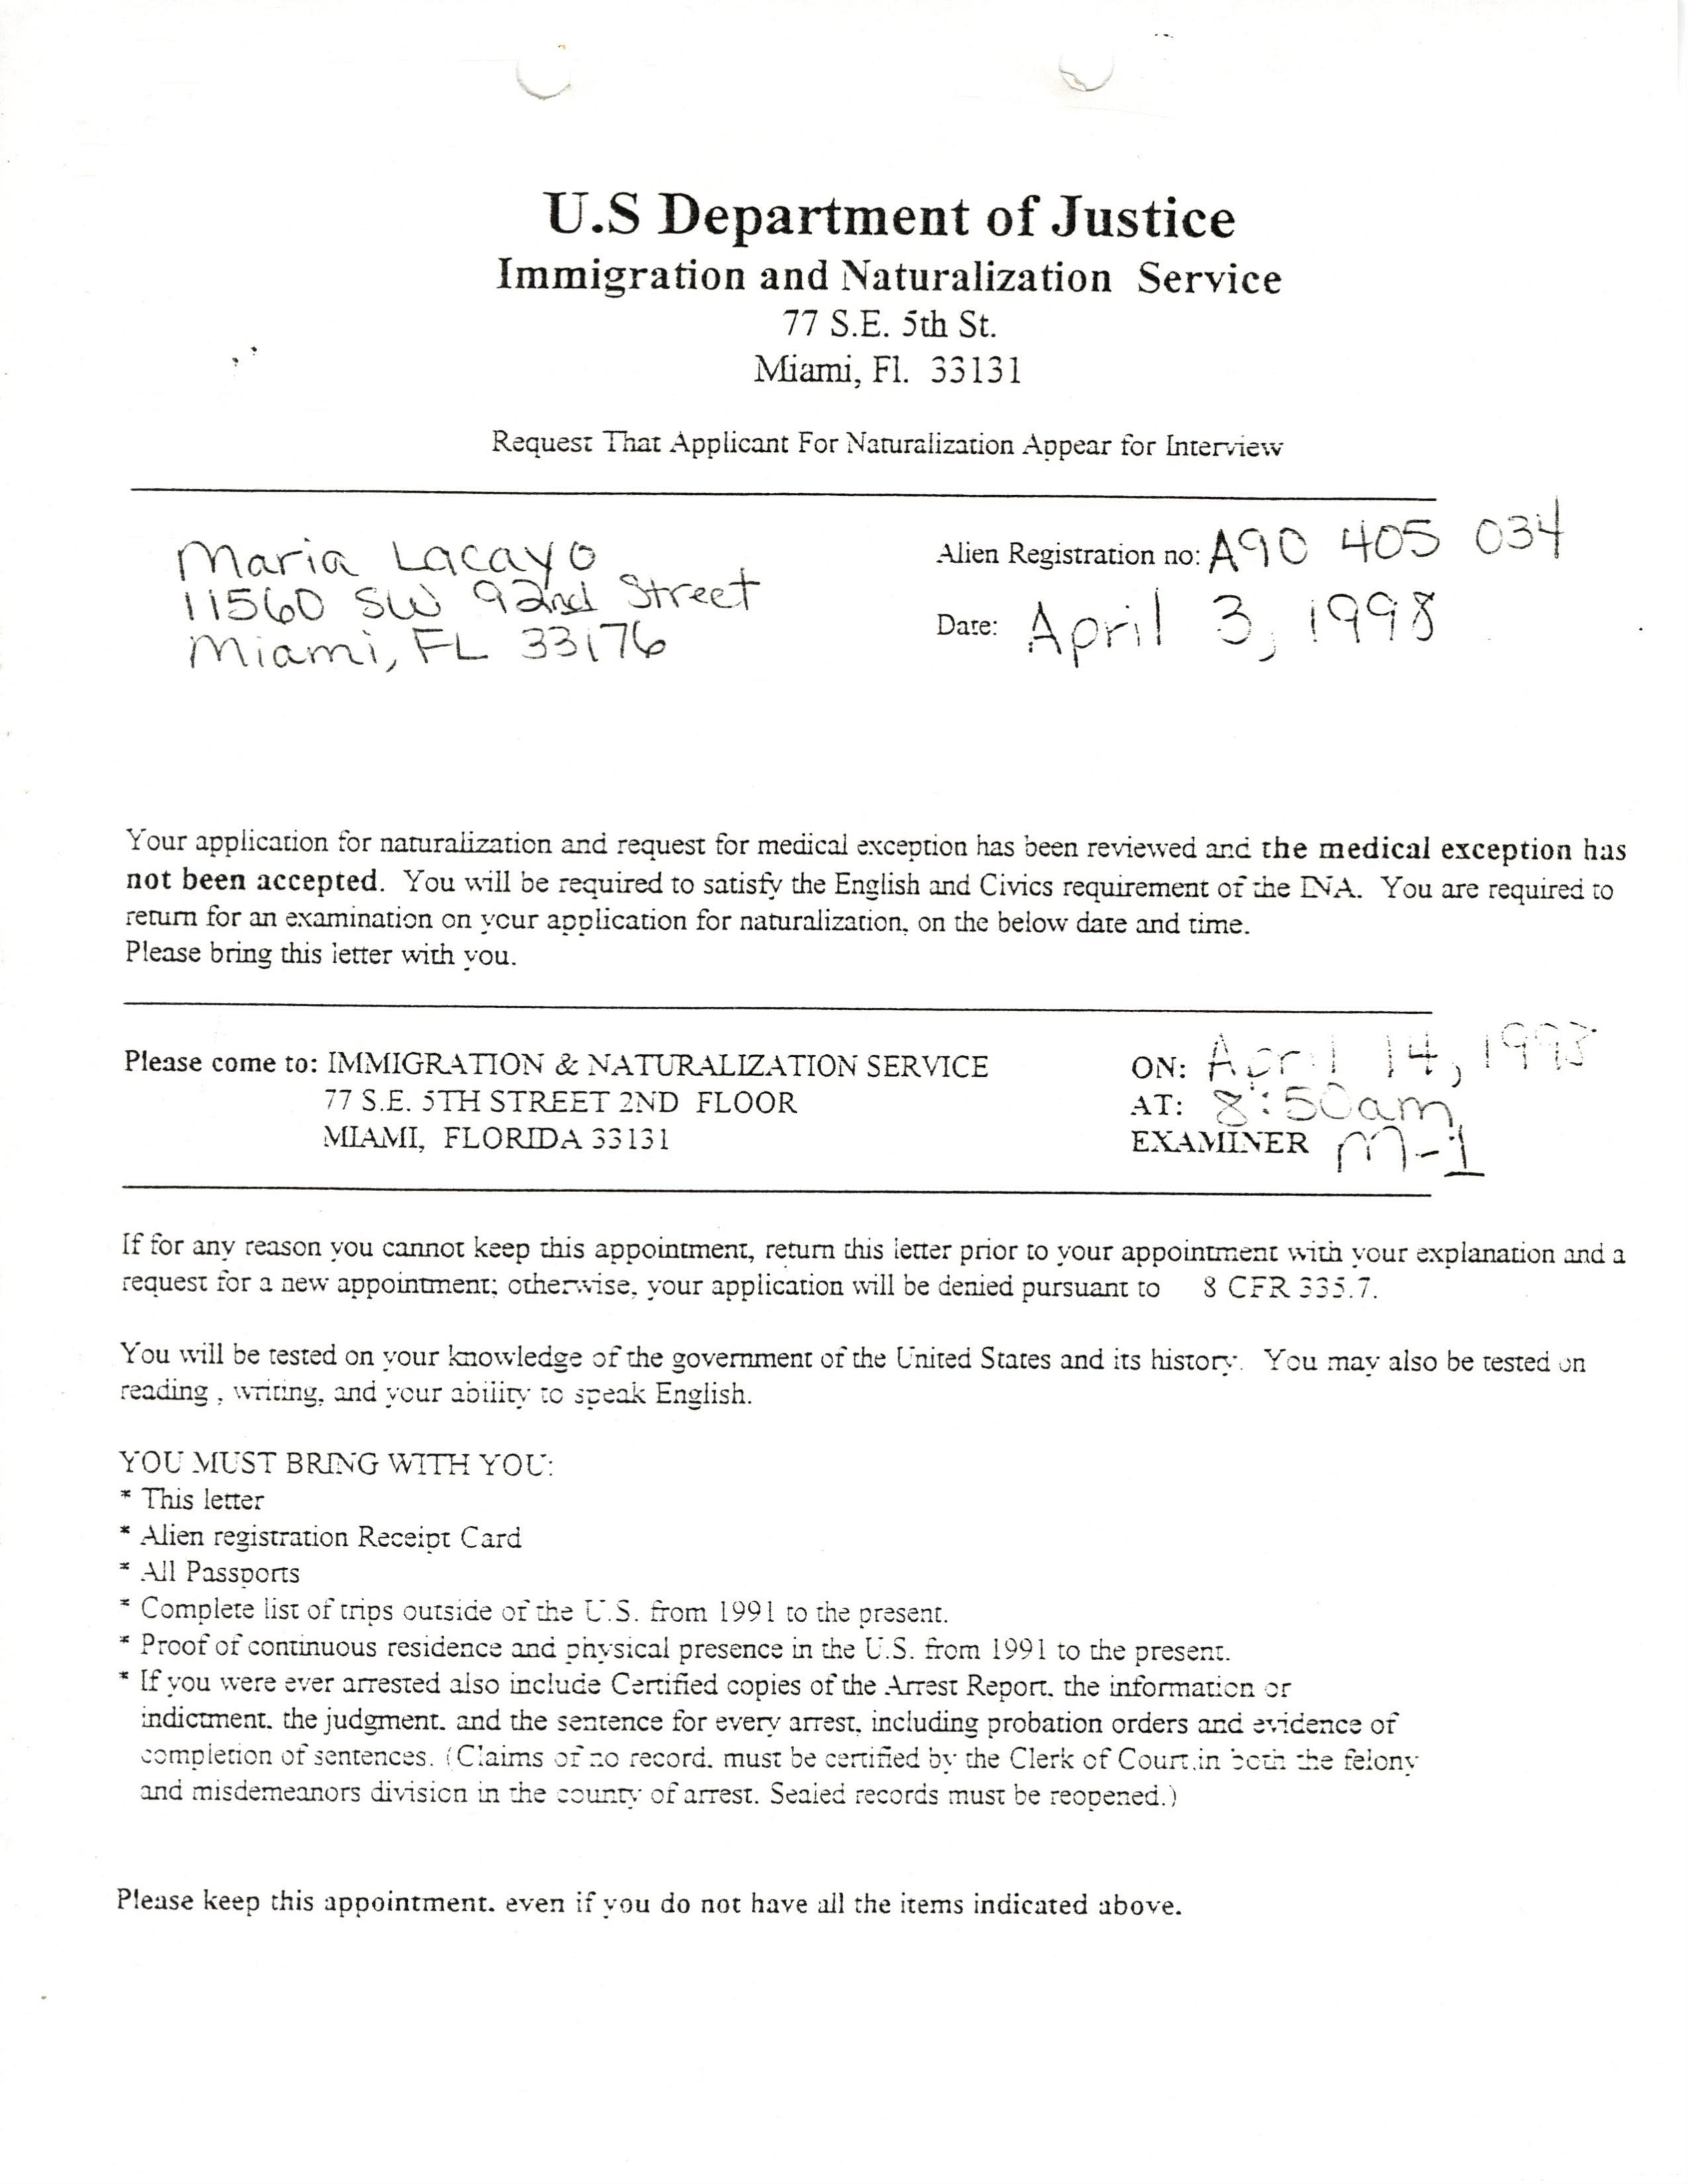 U.S Department of Justice
Immigration and Naturalization Service
77 S.E. 5th St.
Miami, Fl. 33131
Request That Applicant For Naturalization Appear for Interview
Maria Lacayo
11560 SW 92nd Street
Miami, FL 33176
Alien Registration no: A90 405 034
Date: April 3, 1998
Your application for naturalization and request for medical exception has been reviewed and the medical exception has
not been accepted. You will be required to satisfy the English and Civics requirement of the INA. You are required to
return for an examination on your application for naturalization, on the below date and time.
Please bring this letter with you.
Please come to: IMMIGRATION & NATURALIZATION SERVICE
77 S.E. 5TH STREET 2ND FLOOR
MIAMI, FLORIDA 33131
ON: April 14, 1998
AT: 8:50am
EXAMINER M-1
If for any reason you cannot keep this appointment, return this letter prior to your appointment with your explanation and a
request for a new appointment; otherwise, your application will be denied pursuant to 8 CFR 335.7.
You will be tested on your knowledge of the government of the United States and its history. You may also be tested on
reading , writing, and your ability to speak English.
YOU MUST BRING WITH YOU:
* This letter
* Alien registration Receipt Card
* All Passports
* Complete list of trips outside of the U.S. from 1991 to the present.
* Proof of continuous residence and physical presence in the U.S. from 1991 to the present.
* If you were ever arrested also include Certified copies of the Arrest Report, the information or
indictment, the judgment, and the sentence for every arrest, including probation orders and evidence of
completion of sentences. (Claims of no record, must be certified by the Clerk of Court,in both the felony
and misdemeanors division in the county of arrest. Sealed records must be reopened.)
Please keep this appointment, even if you do not have all the items indicated above.